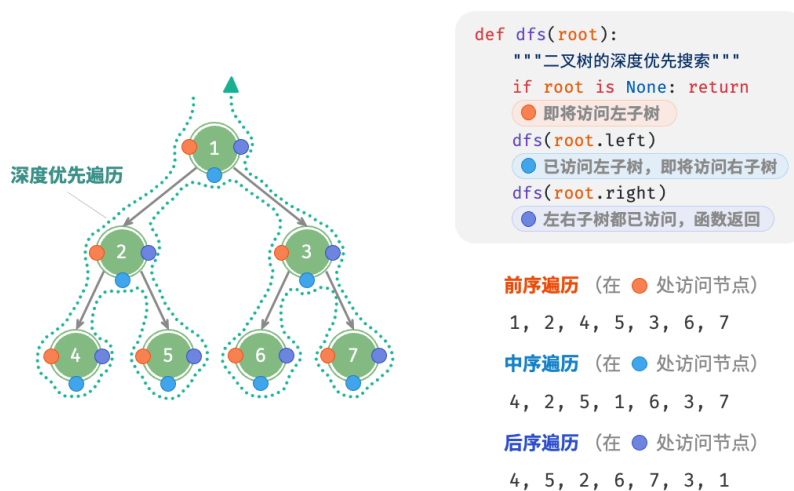 深度优先遍历
1
2
3
4
5
6
7
def dfs(root):
"""二叉树的深度优先搜索"""
if root is None: return
即将访问左子树
dfs(root.left)
已访问左子树，即将访问右子树
dfs(root.right)
左右子树都已访问，函数返回
前序遍历 （在 处访问节点）
1, 2, 4, 5, 3, 6, 7
中序遍历 （在 处访问节点）
4, 2, 5, 1, 6, 3, 7
后序遍历 （在 处访问节点）
4, 5, 2, 6, 7, 3, 1